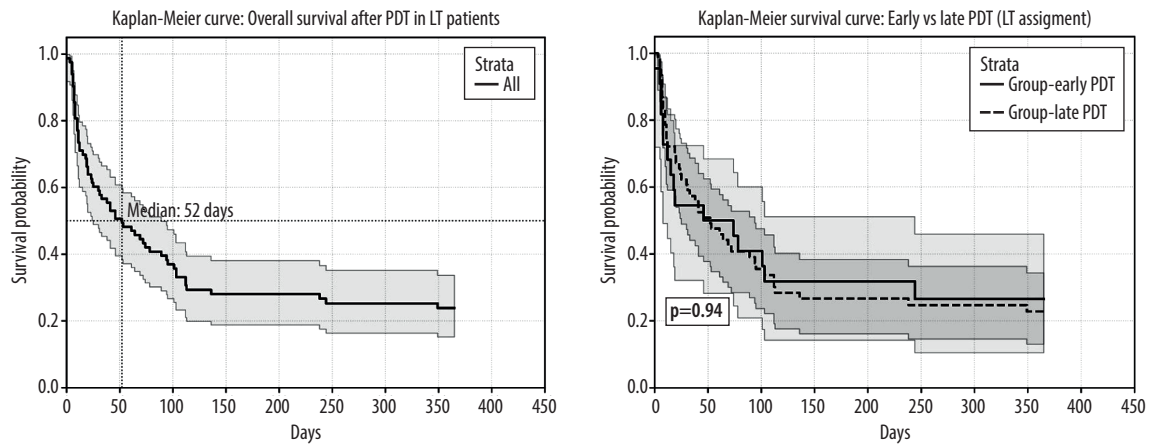 Kaplan-Meier curve: Overall survival after PDT in LT patients
Survival probability
1.0
0.8
0.6
0.4
0.2
0.0
Strata
All
Median: 52 days
0 50 100 150 200 250 300 350 400 450
Days
Kaplan-Meier survival curve: Early vs late PDT (LT assigment)
Survival probability
1.0
0.8
0.6
0.4
0.2
0.0
Strata
Group-early PDT
Group-late PDT
p=0.94
0 50 100 150 200 250 300 350 400 450
Days